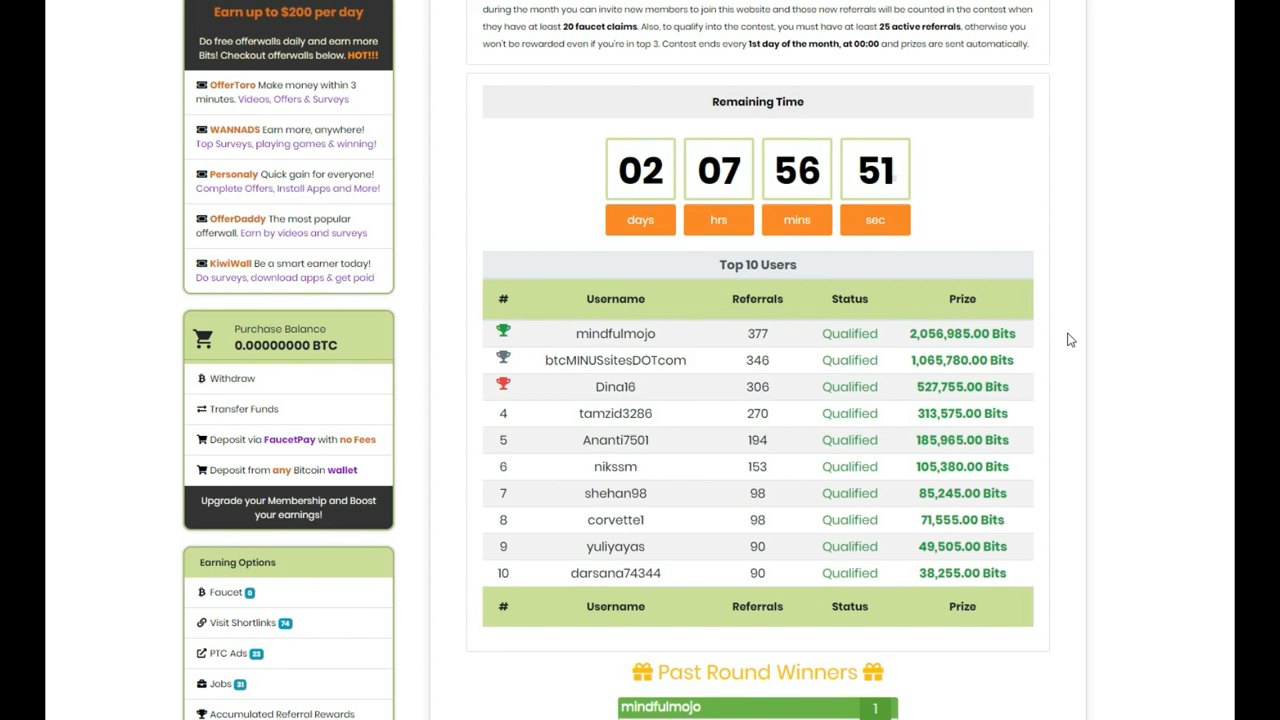 Earn up to $200 per day
Do free offerwalls daily and earn more
Bits! Checkout offerwalls below. HOT!!!
OfferToro Make money within 3
minutes. Videos, Offers & Surveys
WANNADS Earn more, anywhere!
Top Surveys, playing games & winning!
Personaly Quick gain for everyone!
Complete Offers, Install Apps and More!
OfferDaddy The most popular
offerwall. Earn by videos and surveys
KiwiWall Be a smart earner today!
Do surveys, download apps & get paid
Purchase Balance
0.00000000 BTC
Withdraw
Transfer Funds
Deposit via FaucetPay with no Fees
Deposit from any Bitcoin wallet
Upgrade your Membership and Boost
your earnings!
Earning Options
Faucet 0
Visit Shortlinks 74
PTC Ads 23
Jobs 31
Accumulated Referral Rewards
during the month you can invite new members to join this website and those new referrals will be counted in the contest when
they have at least 20 faucet claims. Also, to qualify into the contest, you must have at least 25 active referrals, otherwise you
won't be rewarded even if you're in top 3. Contest ends every 1st day of the month, at 00:00 and prizes are sent automatically.
Remaining Time
02 07 56 51
days hrs mins sec
Top 10 Users
# Username Referrals Status Prize
mindfulmojo 377 Qualified 2,056,985.00 Bits
btcMINUSsitesDOTcom 346 Qualified 1,065,780.00 Bits
Dina16 306 Qualified 527,755.00 Bits
4 tamzid3286 270 Qualified 313,575.00 Bits
5 Ananti7501 194 Qualified 185,965.00 Bits
6 nikssm 153 Qualified 105,380.00 Bits
7 shehan98 98 Qualified 85,245.00 Bits
8 corvette1 98 Qualified 71,555.00 Bits
9 yuliyayas 90 Qualified 49,505.00 Bits
10 darsana74344 90 Qualified 38,255.00 Bits
# Username Referrals Status Prize
Past Round Winners
mindfulmojo 1